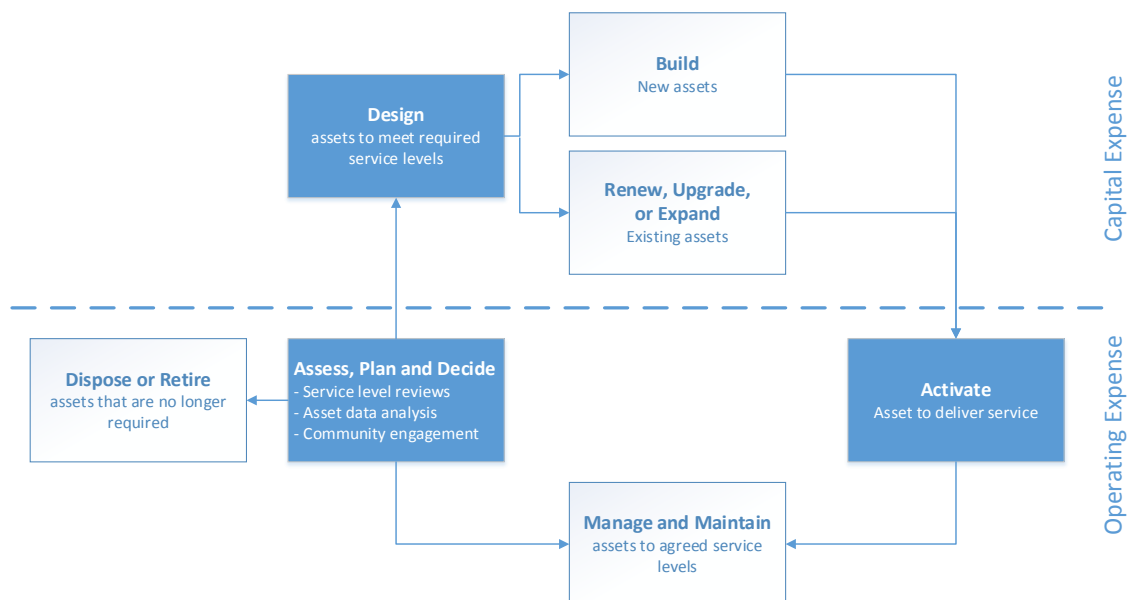 Build
New assets
Design
assets to meet required
service levels
Renew, Upgrade,
or Expand
Existing assets
Capital Expense
Dispose or Retire
assets that are no longer
required
Assess, Plan and Decide
- Service level reviews
- Asset data analysis
- Community engagement
Activate
Asset to deliver service
Operating Expense
Manage and Maintain
assets to agreed service
levels